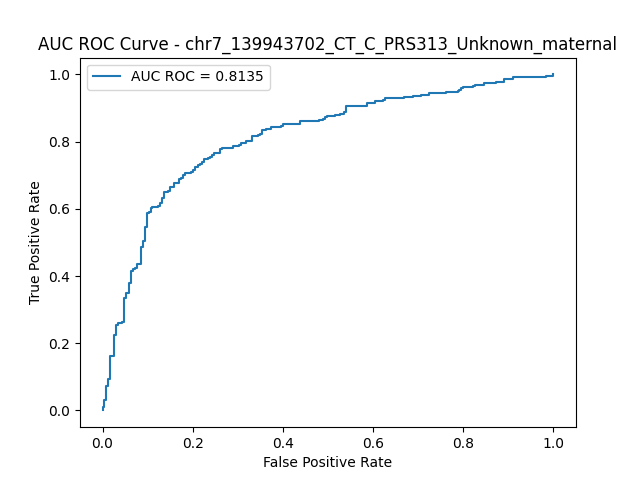 AUC ROC Curve - chr7_139943702_CT_C_PRS313_Unknown_maternal
AUC ROC = 0.8135
1.0
0.8
0.6
0.4
0.2
0.0
True Positive Rate
0.0 0.2 0.4 0.6 0.8 1.0
False Positive Rate